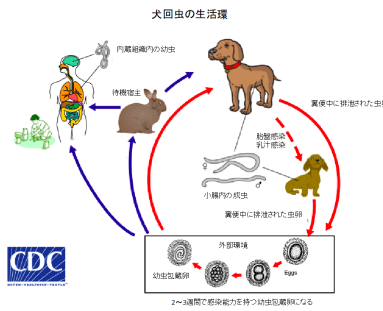 犬回虫の生活環
内蔵組織内の幼虫
待機宿主
糞便中に排泄された虫卵
胎盤感染
乳汁感染
小腸内の成虫
糞便中に排泄された虫卵
外部環境
幼虫包蔵卵
Eggs
CDC
2〜3週間で感染能力を持つ幼虫包蔵卵になる